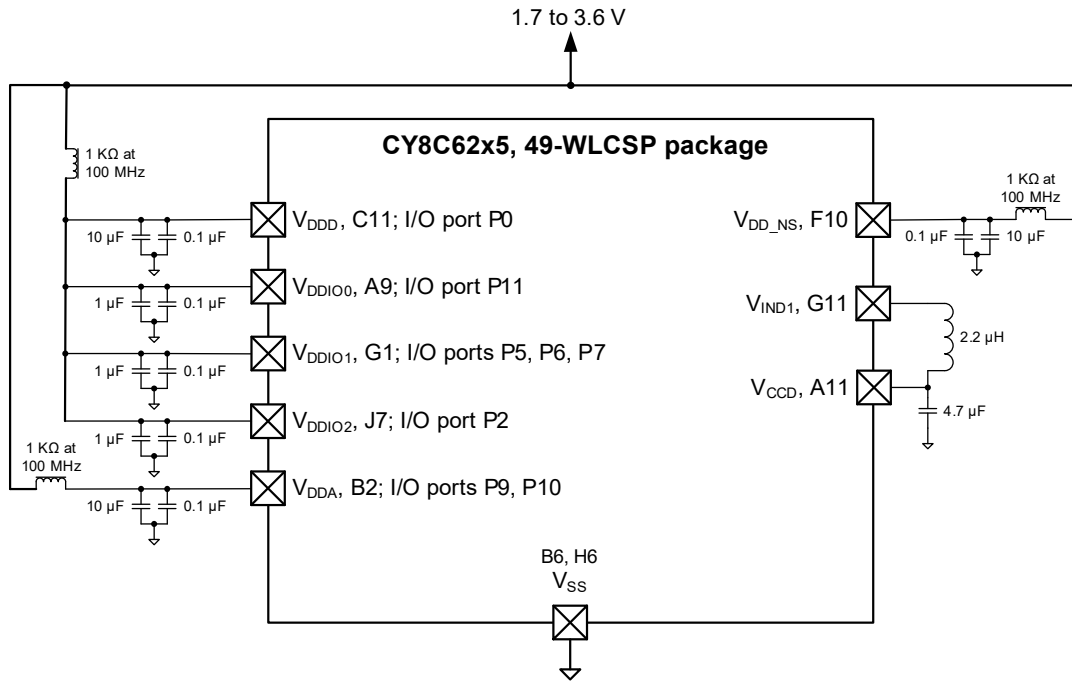 1.7 to 3.6 V
CY8C62x5, 49-WLCSP package
1 KΩ at
100 MHz
1 KΩ at
100 MHz
10 µF
0.1 µF
VDDD, C11; I/O port P0
VDD_NS, F10
0.1 µF
10 µF
1 µF
0.1 µF
VDDIO0, A9; I/O port P11
VIND1, G11
2.2 µH
1 µF
0.1 µF
VDDIO1, G1; I/O ports P5, P6, P7
VCCD, A11
4.7 µF
1 µF
0.1 µF
VDDIO2, J7; I/O port P2
1 KΩ at
100 MHz
10 µF
0.1 µF
VDDA, B2; I/O ports P9, P10
B6, H6
VSS